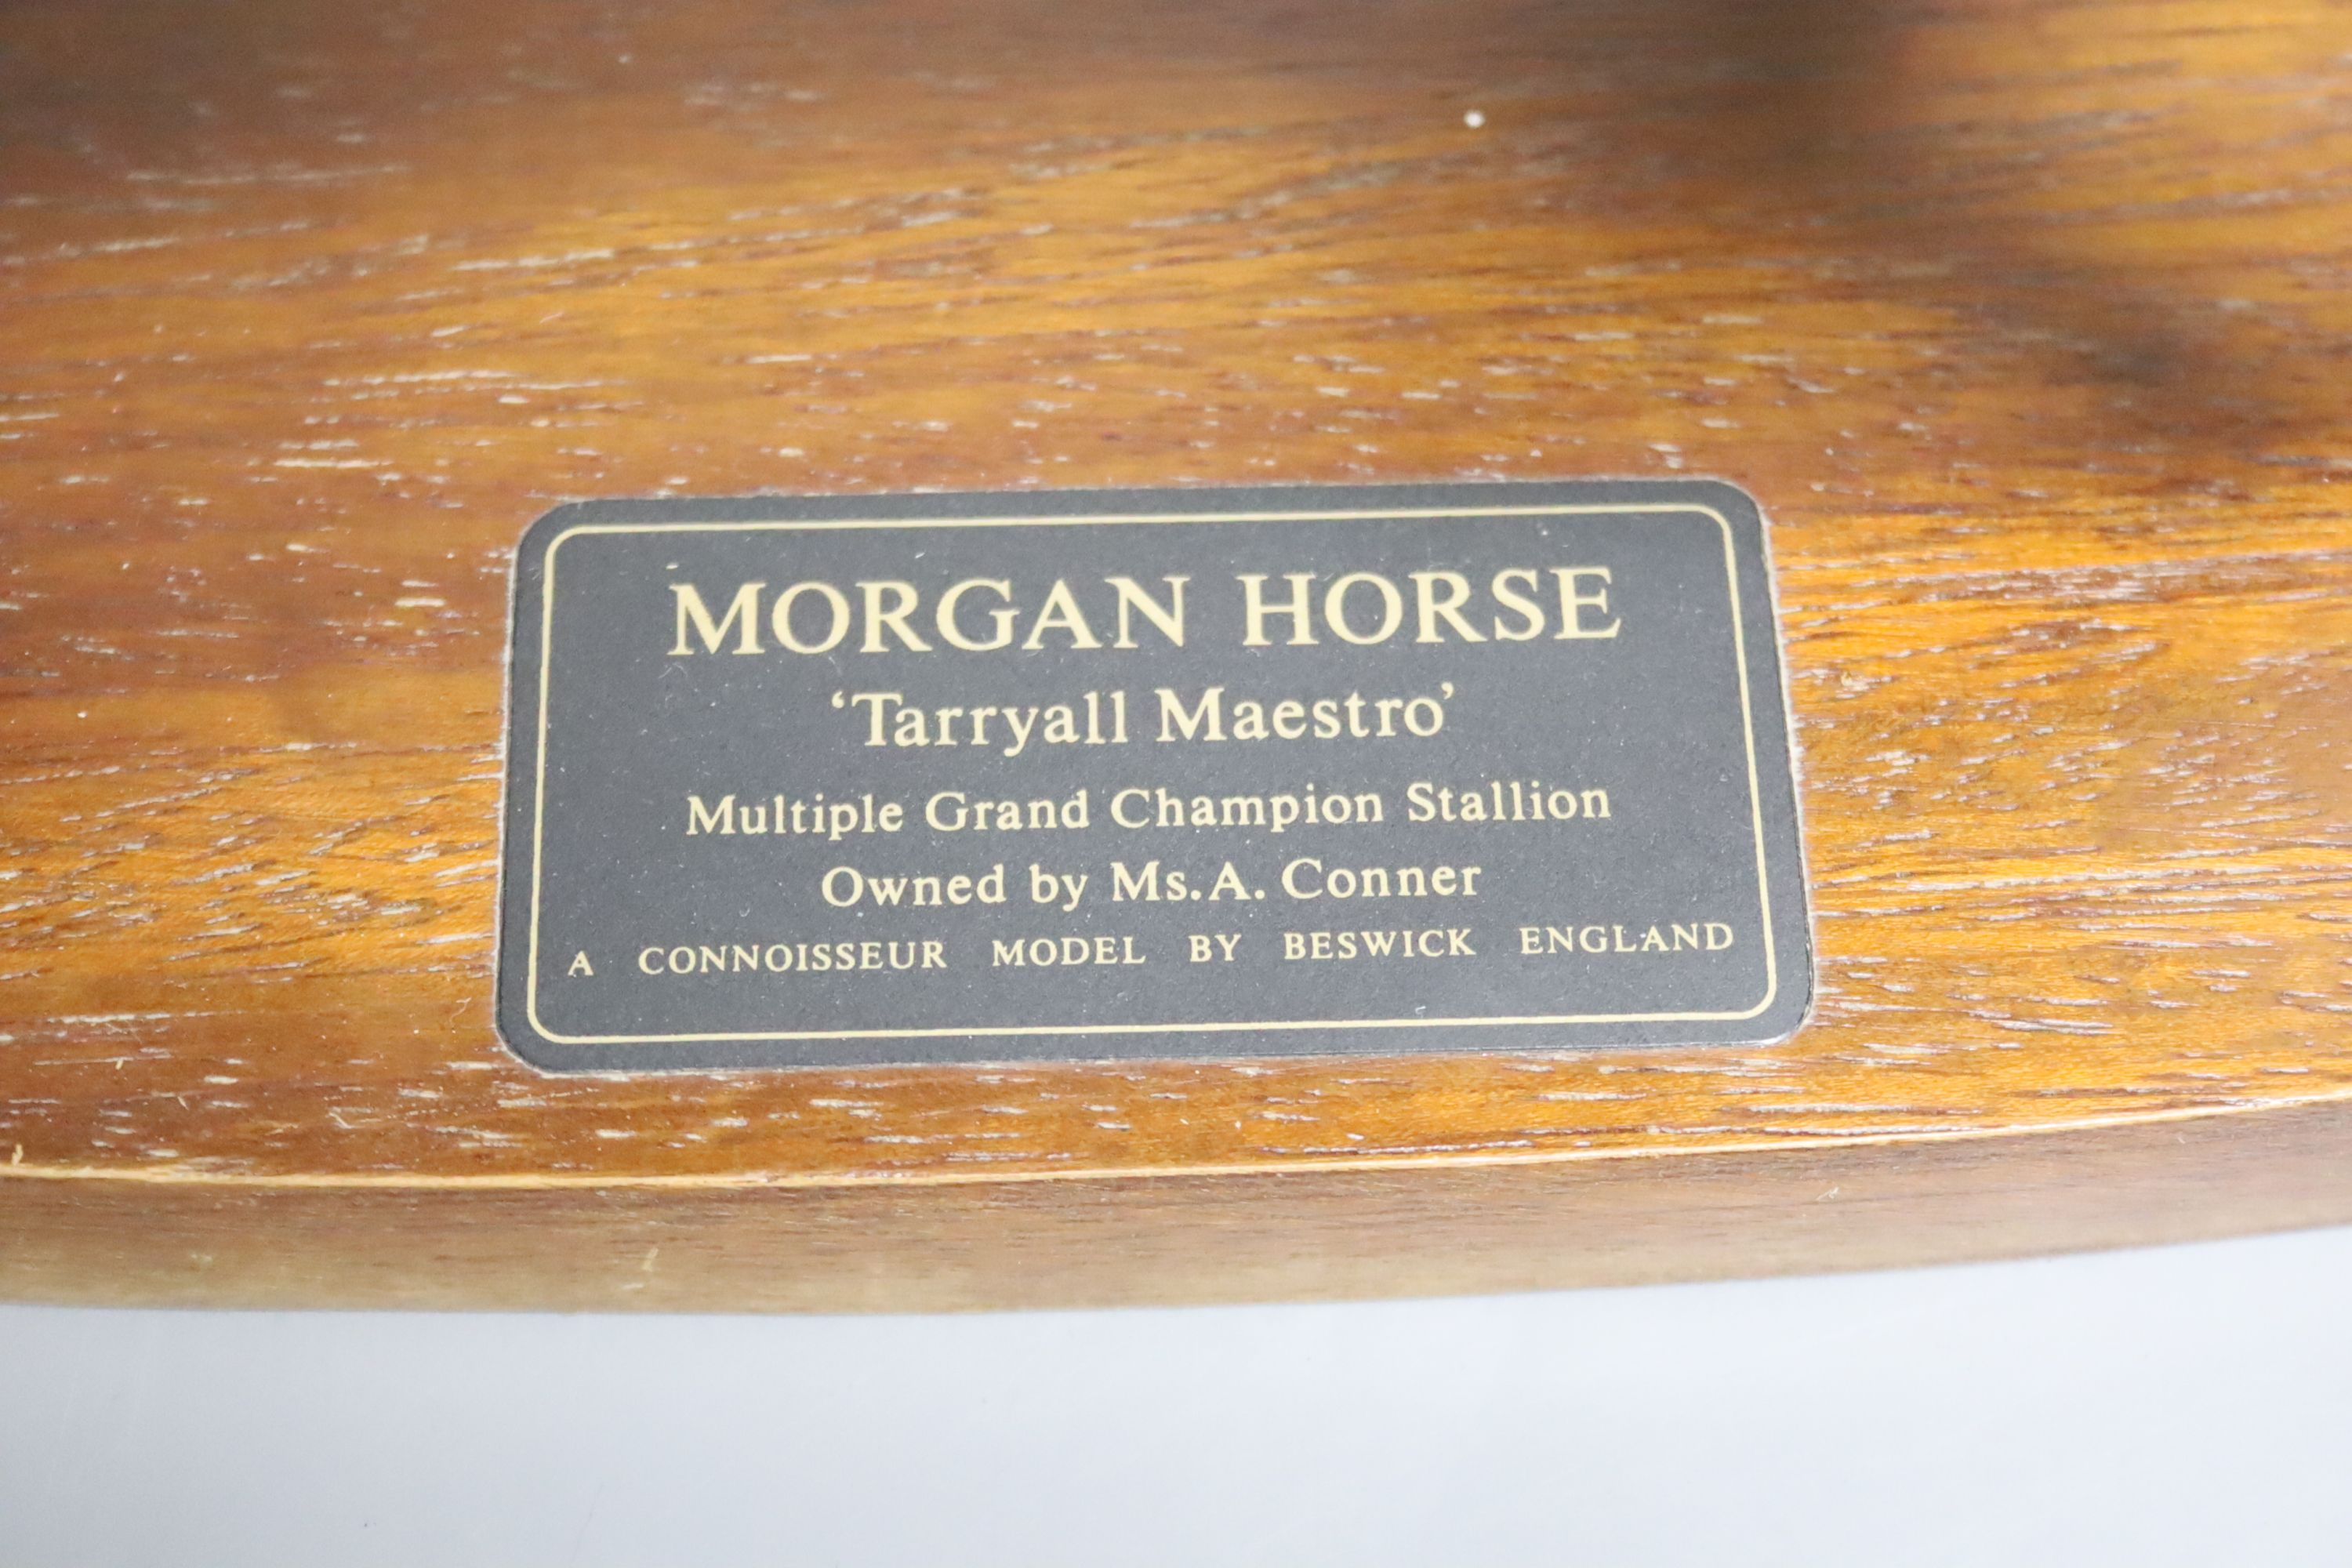 MORGAN HORSE
‘Tarryall Maestro’
Multiple Grand Champion Stallion
Owned by Ms. A. Conner
A CONNOISSEUR MODEL BY BESWICK ENGLAND